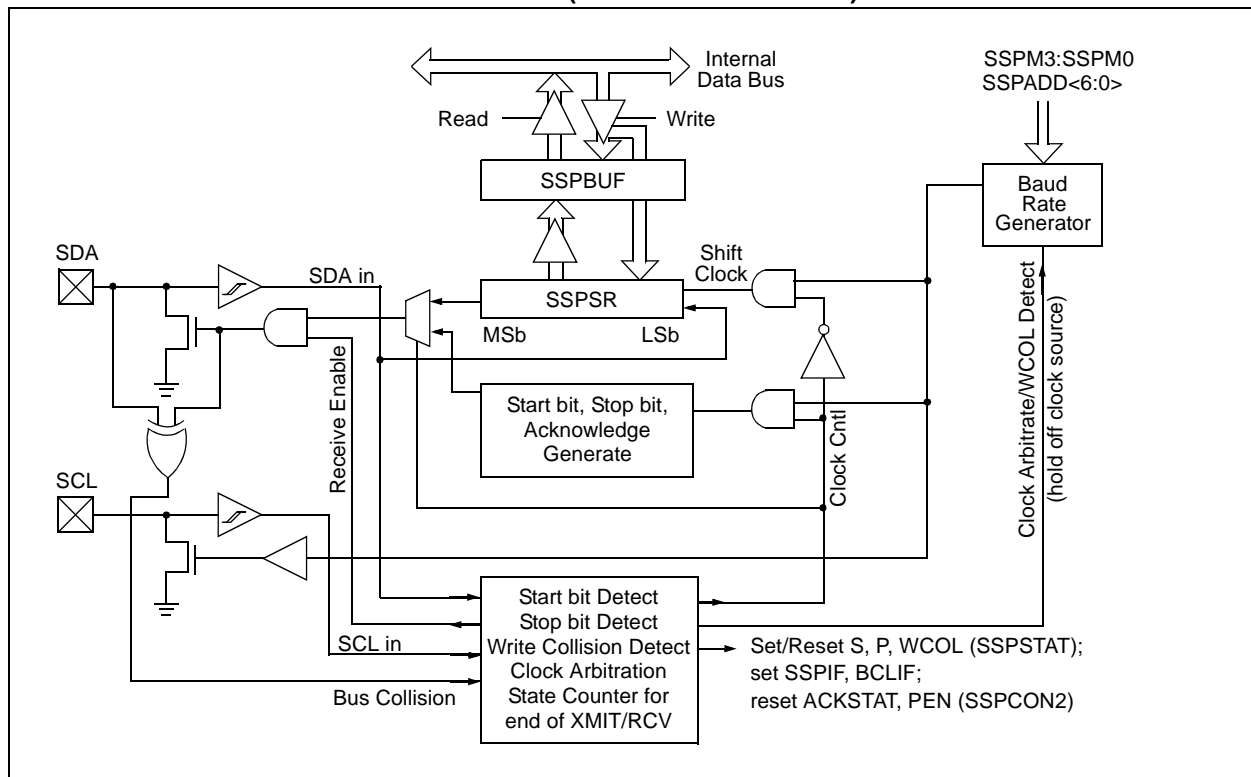 Internal
Data Bus
SSPM3:SSPM0
SSPADD<6:0>
Read
Write
SSPBUF
Baud
Rate
Generator
SDA
SDA in
Shift
Clock
SSPSR
MSb
LSb
Receive Enable
Start bit, Stop bit,
Acknowledge
Generate
Clock Cntl
Clock Arbitrate/WCOL Detect
(hold off clock source)
SCL
SCL in
Bus Collision
Start bit Detect
Stop bit Detect
Write Collision Detect
Clock Arbitration
State Counter for
end of XMIT/RCV
Set/Reset S, P, WCOL (SSPSTAT);
set SSPIF, BCLIF;
reset ACKSTAT, PEN (SSPCON2)